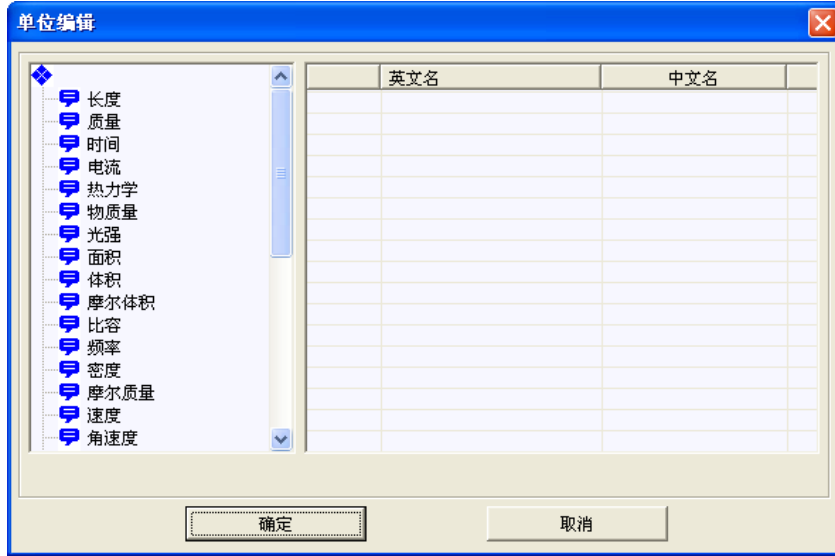 单位编辑
英文名 中文名
长度
质量
时间
电流
热力学
物质量
光强
面积
体积
摩尔体积
比容
频率
密度
摩尔质量
速度
角速度
确定 取消